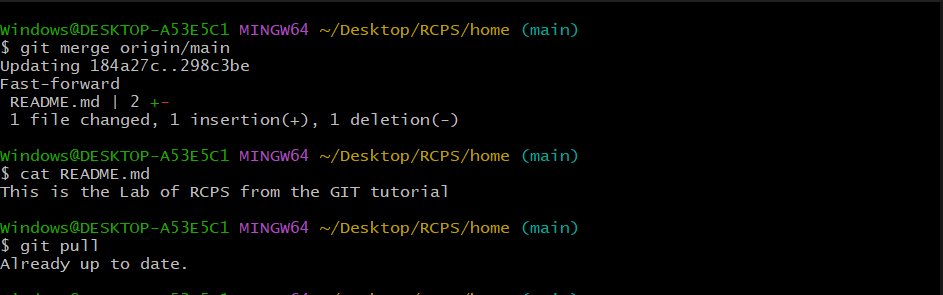 Windows@DESKTOP-A53E5C1 MINGW64 ~/Desktop/RCPS/home (main)
$ git merge origin/main
Updating 184a27c..298c3be
Fast-forward
 README.md | 2 +-
 1 file changed, 1 insertion(+), 1 deletion(-)
Windows@DESKTOP-A53E5C1 MINGW64 ~/Desktop/RCPS/home (main)
$ cat README.md
This is the Lab of RCPS from the GIT tutorial
Windows@DESKTOP-A53E5C1 MINGW64 ~/Desktop/RCPS/home (main)
$ git pull
Already up to date.